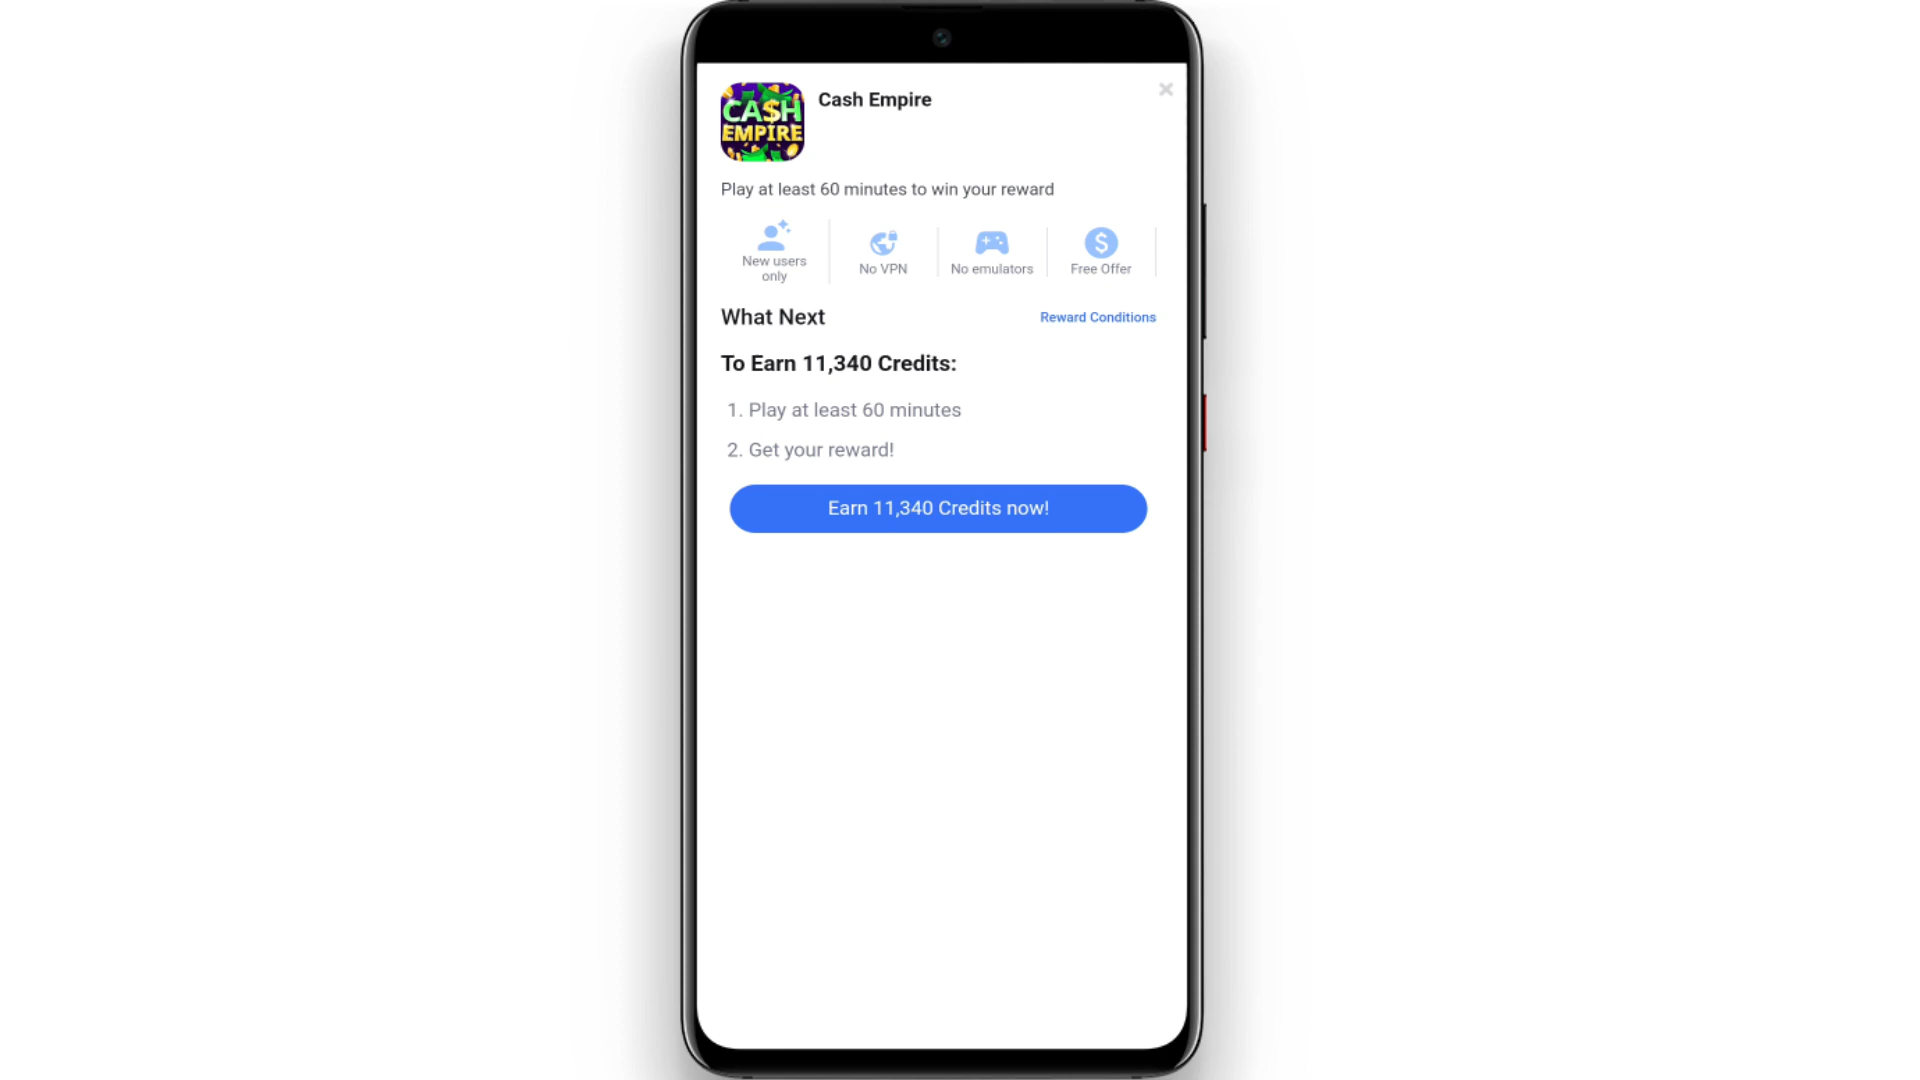 CA$H
EMPIRE
Cash Empire
Play at least 60 minutes to win your reward
New users
only
No VPN
No emulators
Free Offer
What Next
Reward Conditions
To Earn 11,340 Credits:
1. Play at least 60 minutes
2. Get your reward!
Earn 11,340 Credits now!